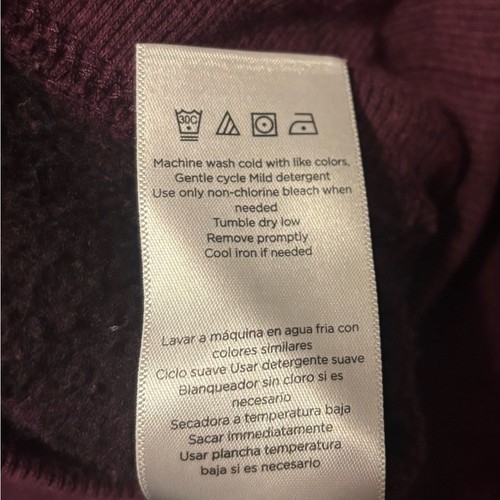 30C
Machine wash cold with like colors.
Gentle cycle Mild detergent
Use only non-chlorine bleach when
needed
Tumble dry low
Remove promptly
Cool iron if needed
Lavar a máquina en agua fria con
colores similares
Ciclo suave Usar detergente suave
Blanqueador sin cloro si es
necesario
Secadora a temperatura baja
Sacar immediatamente
Usar plancha temperatura
baja si es necesario